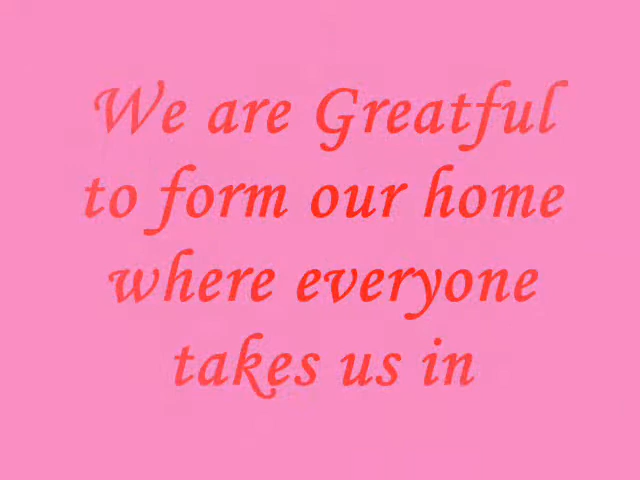 We are Greatful
to form our home
where everyone
takes us in